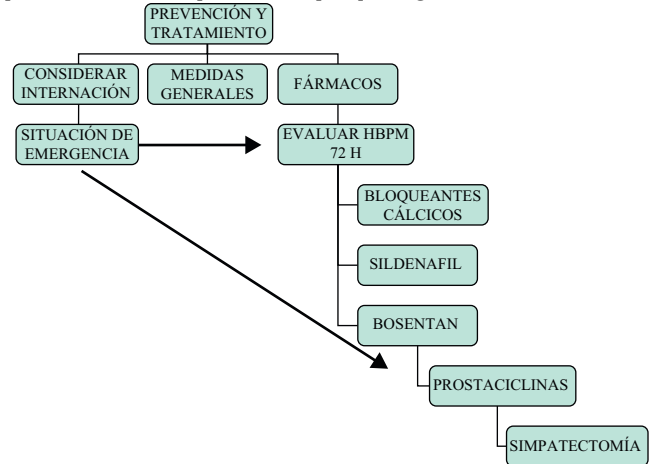 PREVENCIÓN Y
TRATAMIENTO
CONSIDERAR
INTERNACIÓN
MEDIDAS
GENERALES
FÁRMACOS
SITUACIÓN DE
EMERGENCIA
EVALUAR HBPM
72 H
BLOQUEANTES
CÁLCICOS
SILDENAFIL
BOSENTAN
PROSTACICLINAS
SIMPATECTOMÍA